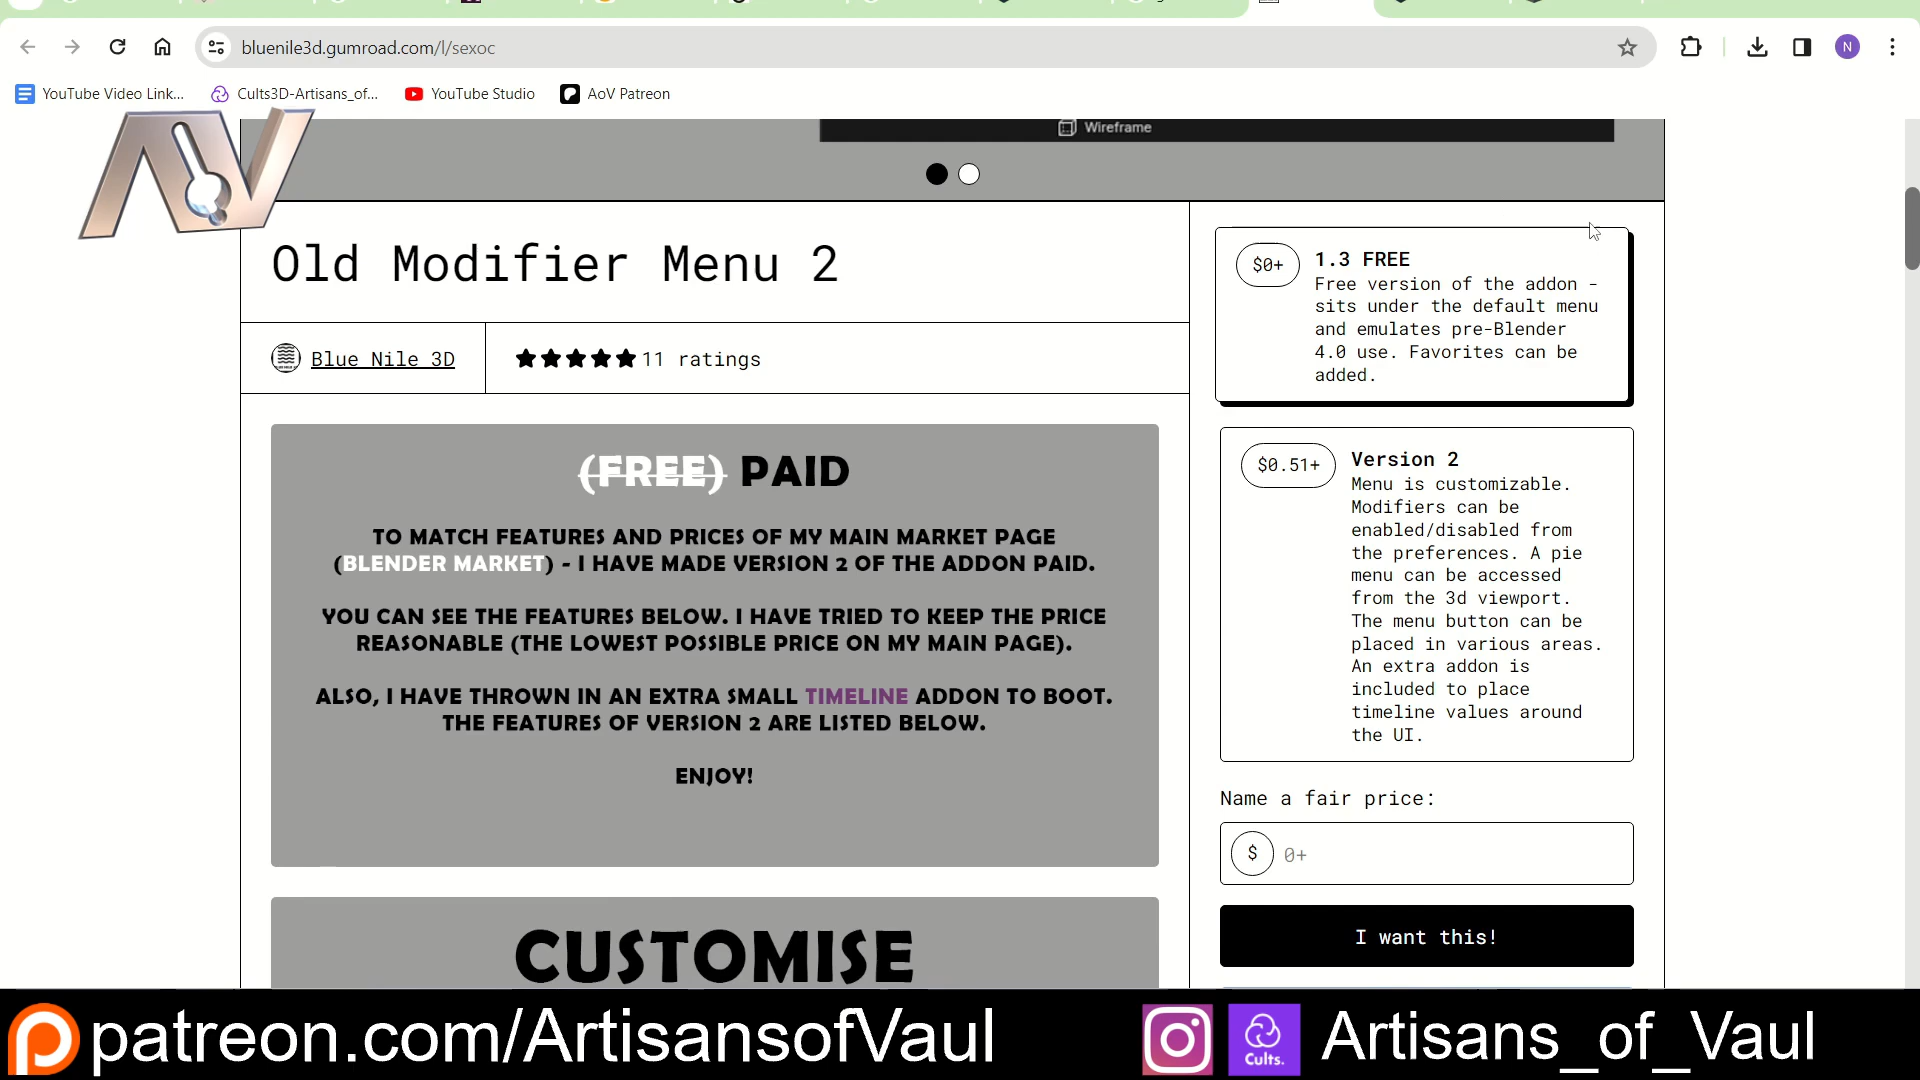 bluenile3d.gumroad.com/l/sexoc
N
YouTube Video Link...
Cults3D-Artisans_of...
YouTube Studio
AoV Patreon
AV
Wireframe
Old Modifier Menu 2
Blue Nile 3D
11 ratings
(FREE) PAID
TO MATCH FEATURES AND PRICES OF MY MAIN MARKET PAGE
(BLENDER MARKET) - I HAVE MADE VERSION 2 OF THE ADDON PAID.
YOU CAN SEE THE FEATURES BELOW. I HAVE TRIED TO KEEP THE PRICE
REASONABLE (THE LOWEST POSSIBLE PRICE ON MY MAIN PAGE).
ALSO, I HAVE THROWN IN AN EXTRA SMALL TIMELINE ADDON TO BOOT.
THE FEATURES OF VERSION 2 ARE LISTED BELOW.
ENJOY!
CUSTOMISE
$0+
1.3 FREE
Free version of the addon -
sits under the default menu
and emulates pre-Blender
4.0 use. Favorites can be
added.
$0.51+
Version 2
Menu is customizable.
Modifiers can be
enabled/disabled from
the preferences. A pie
menu can be accessed
from the 3d viewport.
The menu button can be
placed in various areas.
An extra addon is
included to place
timeline values around
the UI.
Name a fair price:
$ 0+
I want this!
patreon.com/ArtisansofVaul
Cults.
Artisans_of_Vaul